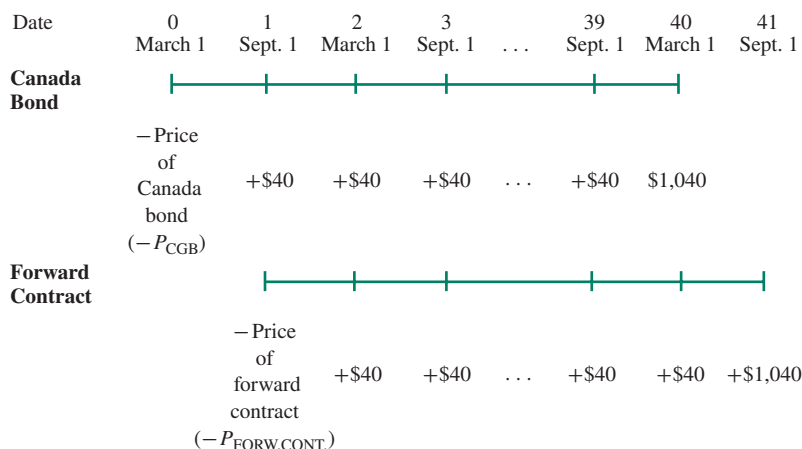 Date 0 1 2 3 39 40 41
March 1 Sept. 1 March 1 Sept. 1 . . . Sept. 1 March 1 Sept. 1
Canada
Bond
−Price
of
Canada
bond
(−P_CGB)
+$40 +$40 +$40 . . . +$40 $1,040
Forward
Contract
−Price
of
forward
contract
(−P_FORW.CONT.)
+$40 +$40 . . . +$40 +$40 +$1,040